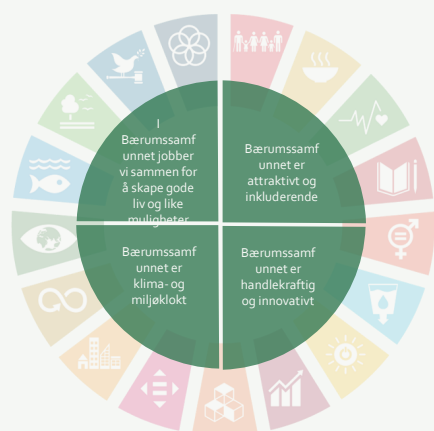 I
Bærumssamf
unnet jobber
vi sammen for
å skape gode
liv og like
muligheter
Bærumssamf
unnet er
attraktivt og
inkluderende
Bærumssamf
unnet er
klima- og
miljøklokt
Bærumssamf
unnet er
handlekraftig
og innovativt